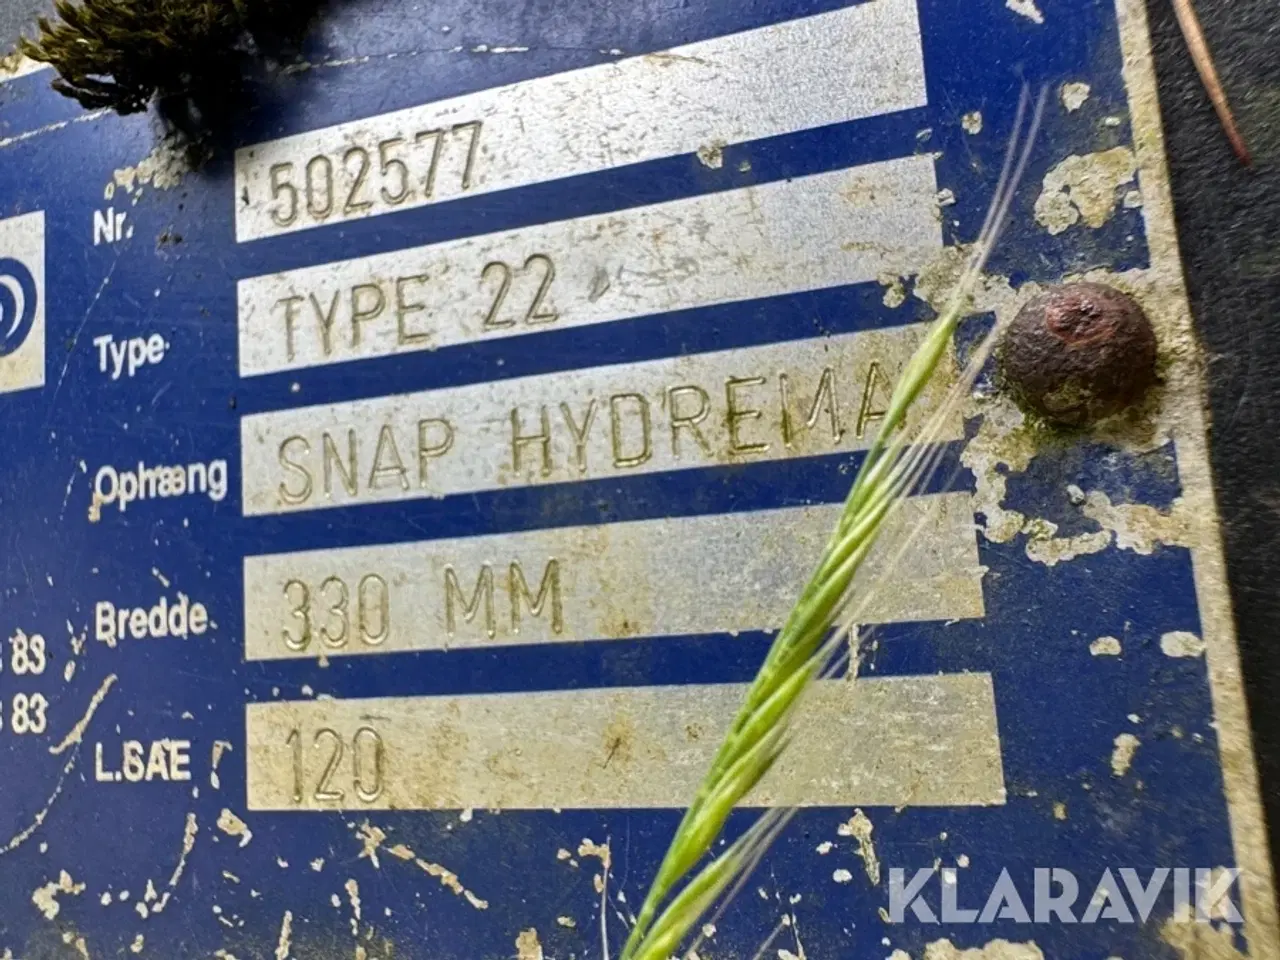 Nr. 502577
Type TYPE 22
Ophæng SNAP HYDREMA
Bredde 330 MM
83
83
L.SAE 120
KLARAVIK